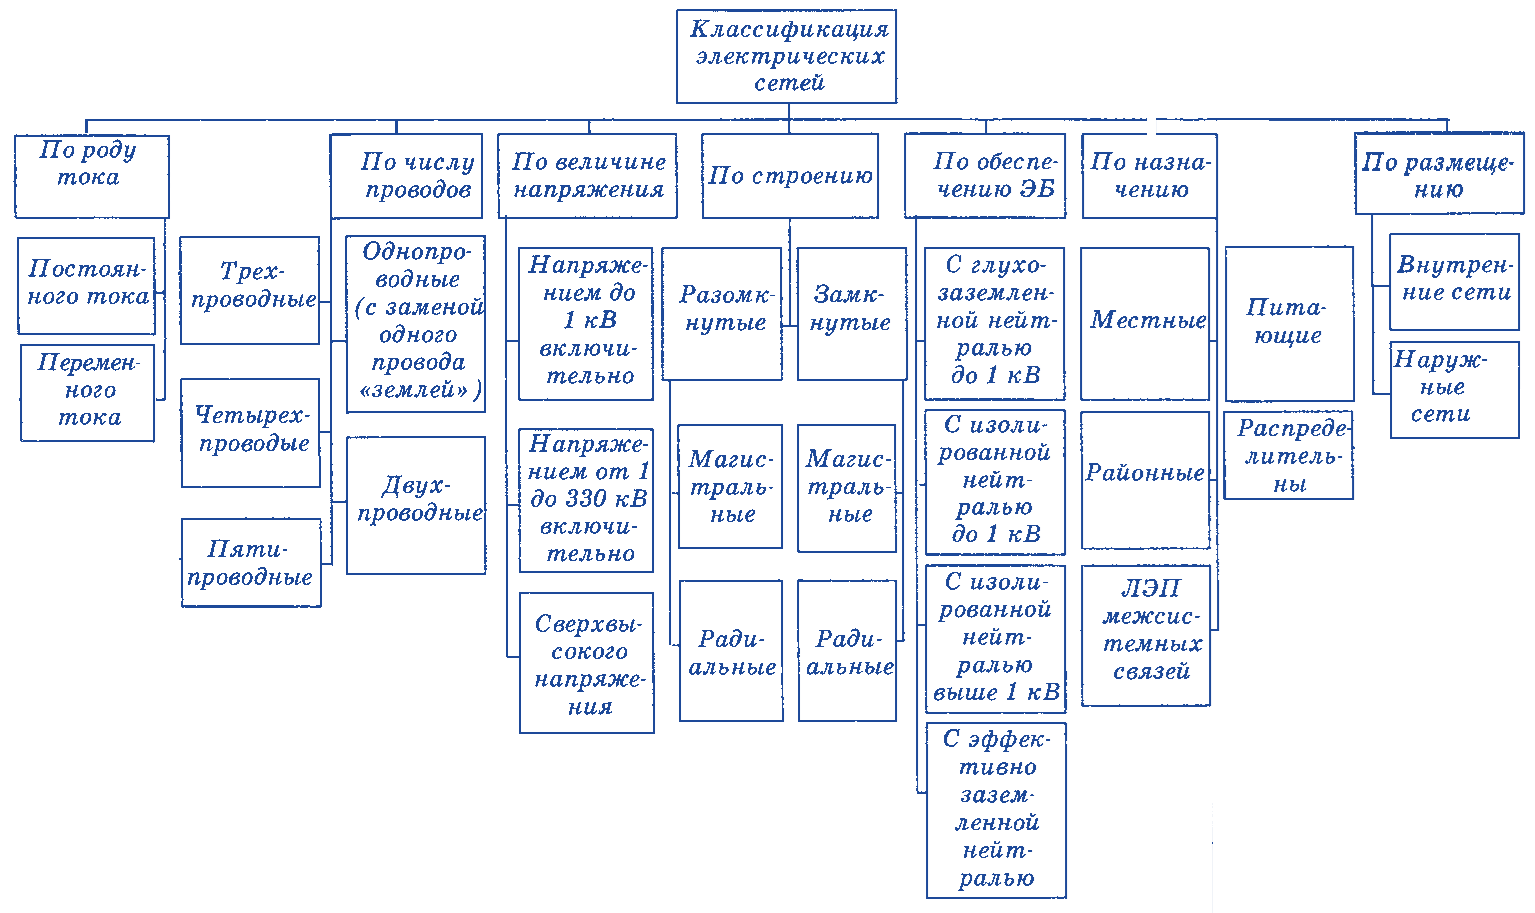 Классификация
электрических
сетей
По роду
тока
По числу
проводов
По величине
напряжения
По строению
По обеспе-
чению ЭБ
По назна-
чению
По размеще-
нию
Постоян-
ного тока
Перемен-
ного
тока
Трех-
проводные
Четырех-
проводые
Пяти-
проводные
Однопро-
водные
(с заменой
одного
провода
«землей»)
Двух-
проводные
Напряже-
нием до
1 кВ
включи-
тельно
Напряже-
нием от 1
до 330 кВ
включи-
тельно
Сверхвы-
сокого
напряже-
ния
Разомк-
нутые
Магис-
траль-
ные
Ради-
альные
Замк-
нутые
Магис-
траль-
ные
Ради-
альные
С глухо-
заземлен-
ной нейт-
ралью
до 1 кВ
С изоли-
рованной
нейт-
ралью
до 1 кВ
С изоли-
рованной
нейт-
ралью
выше 1 кВ
С эффек-
тивно
зазем-
ленной
нейт-
ралью
Местные
Районные
ЛЭП
межсис-
темных
связей
Пита-
ющие
Распреде-
литель-
ны
Внутрен-
ние сети
Наруж-
ные
сети